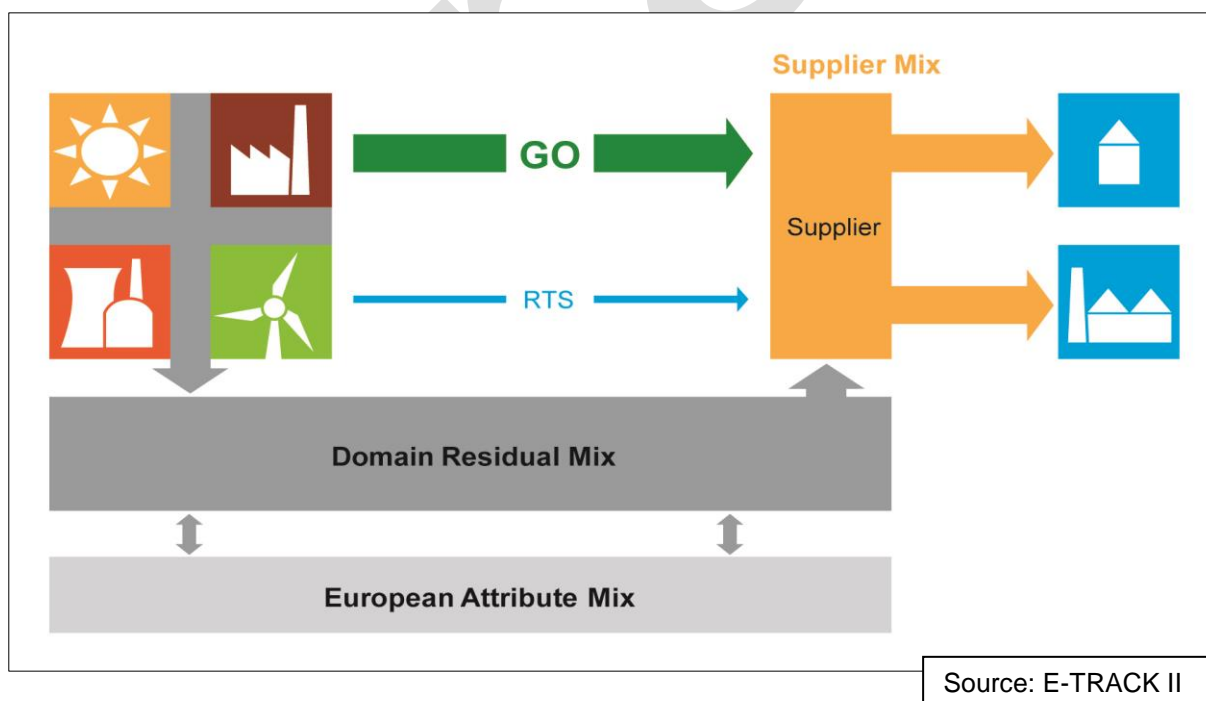 Supplier Mix
GO
Supplier
RTS
Domain Residual Mix
European Attribute Mix
Source: E-TRACK II